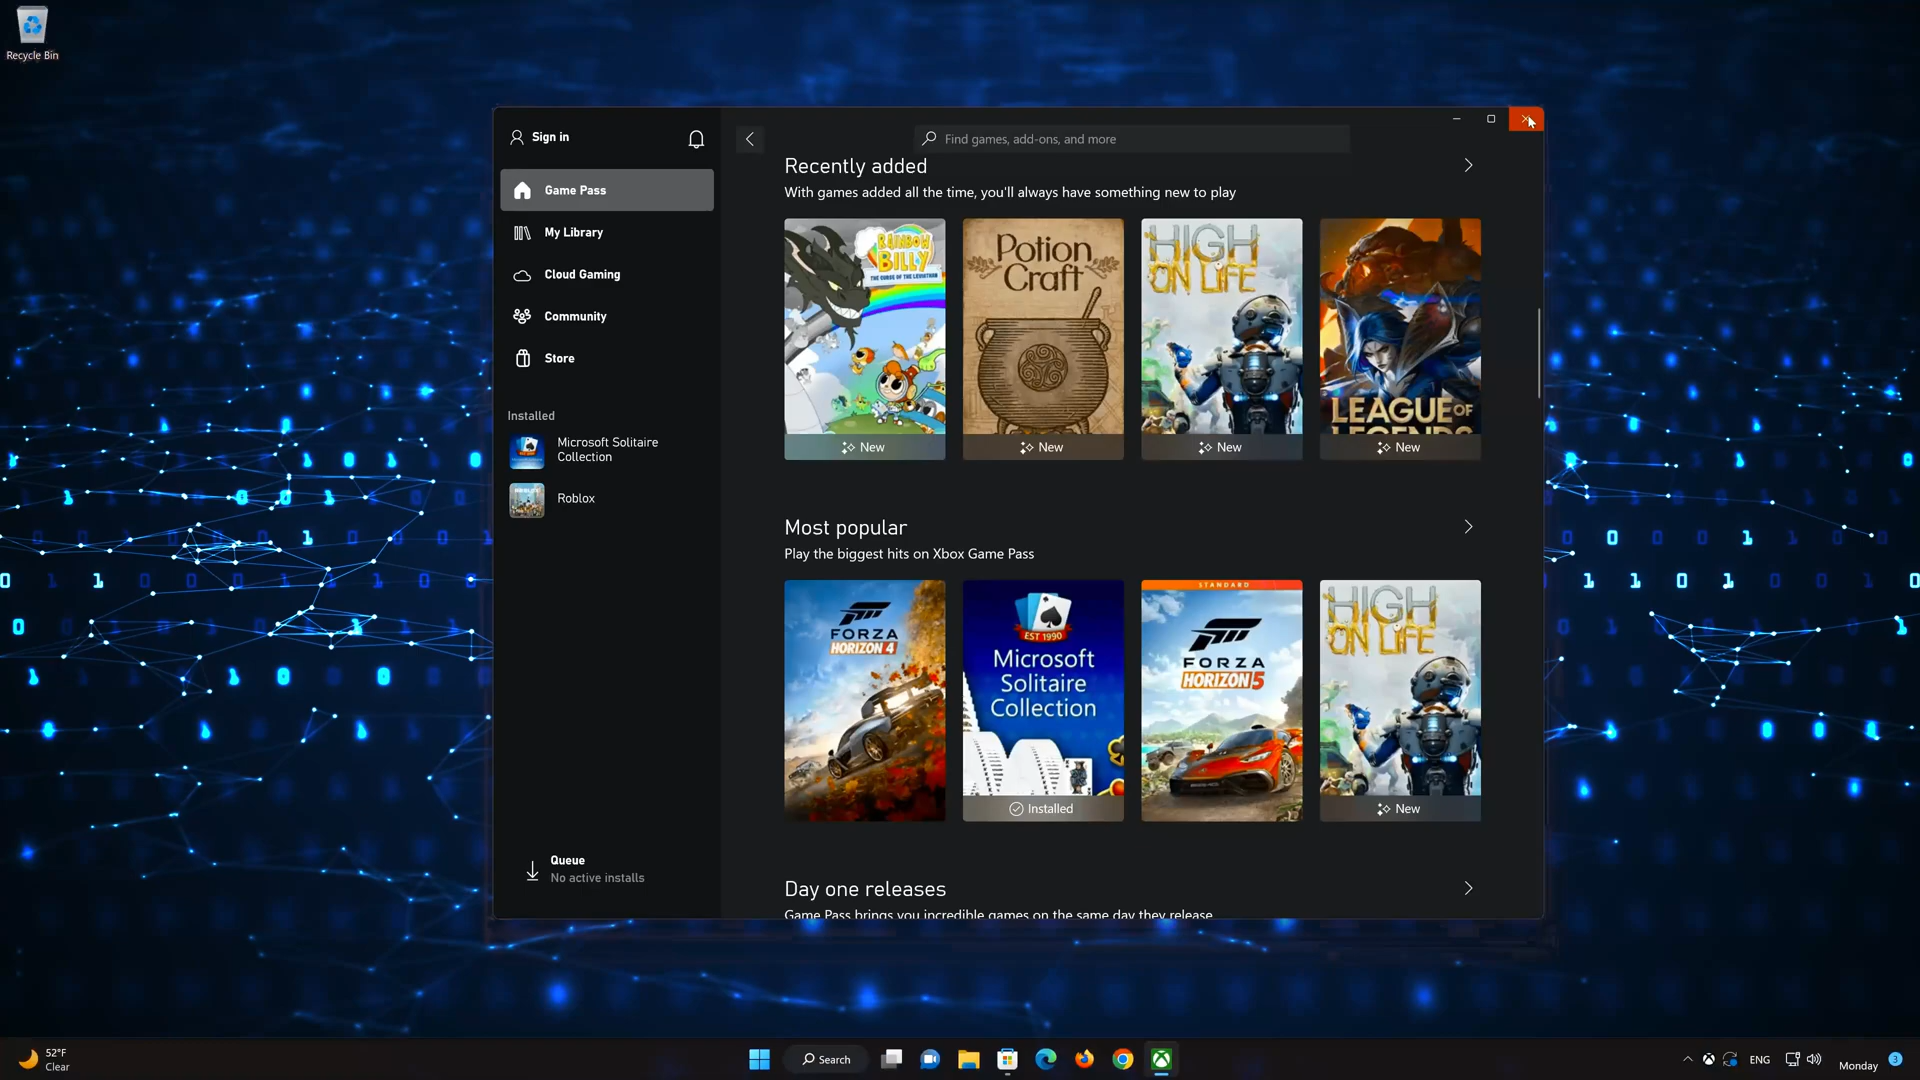 Recycle Bin
Sign in
Find games, add-ons, and more
Game Pass
My Library
Cloud Gaming
Community
Store
Installed
Microsoft Solitaire
Collection
Roblox
Queue
No active installs
Recently added
With games added all the time, you'll always have something new to play
RAINBOW
BILLY
THE CURSE OF THE LEVIATHAN
New
Potion
Craft
New
HIGH
ON LIFE
New
LEAGUE OF
LEGENDS
New
Most popular
Play the biggest hits on Xbox Game Pass
FORZA
HORIZON 4
EST 1990
Microsoft
Solitaire
Collection
Installed
STANDARD
FORZA
HORIZON 5
HIGH
ON LIFE
New
Day one releases
Game Pass brings you incredible games on the same day they release
52°F
Clear
Search
ENG
Monday
3